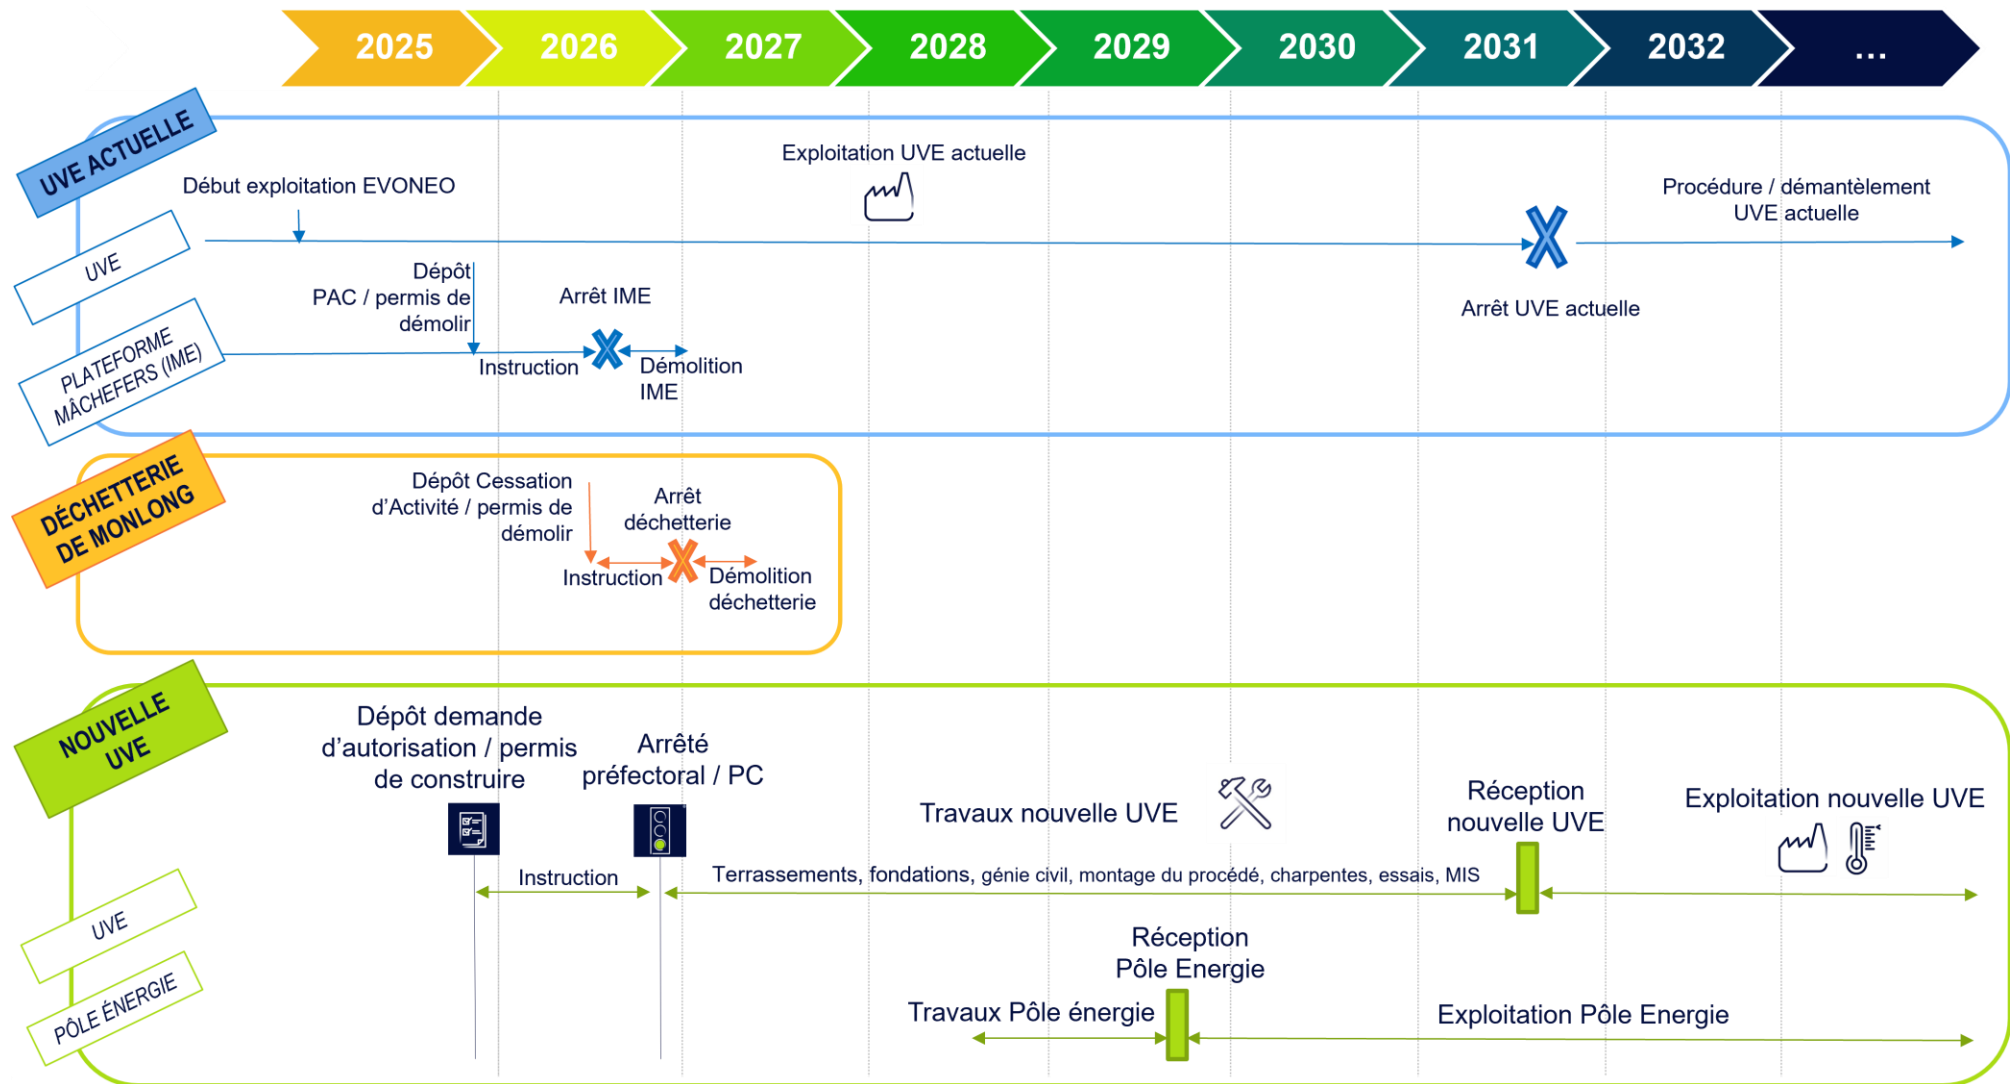 2025
2026
2027
2028
2029
2030
2031
2032
...
UVE ACTUELLE
Exploitation UVE actuelle
Début exploitation EVONEO
Procédure / démantèlement
UVE actuelle
UVE
Dépôt
PAC / permis de
démolir
Arrêt IME
Arrêt UVE actuelle
PLATEFORME
MÂCHEFERS (IME)
Instruction
Démolition
IME
DÉCHETTERIE
DE MONLONG
Dépôt Cessation
d'Activité / permis de
démolir
Arrêt
déchetterie
Instruction
Démolition
déchetterie
NOUVELLE
UVE
Dépôt demande
d'autorisation / permis
de construire
Arrêté
préfectoral / PC
Travaux nouvelle UVE
Réception
nouvelle UVE
Exploitation nouvelle UVE
Instruction
Terrassements, fondations, génie civil, montage du procédé, charpentes, essais, MIS
UVE
Réception
Pôle Energie
PÔLE ÉNERGIE
Travaux Pôle énergie
Exploitation Pôle Energie